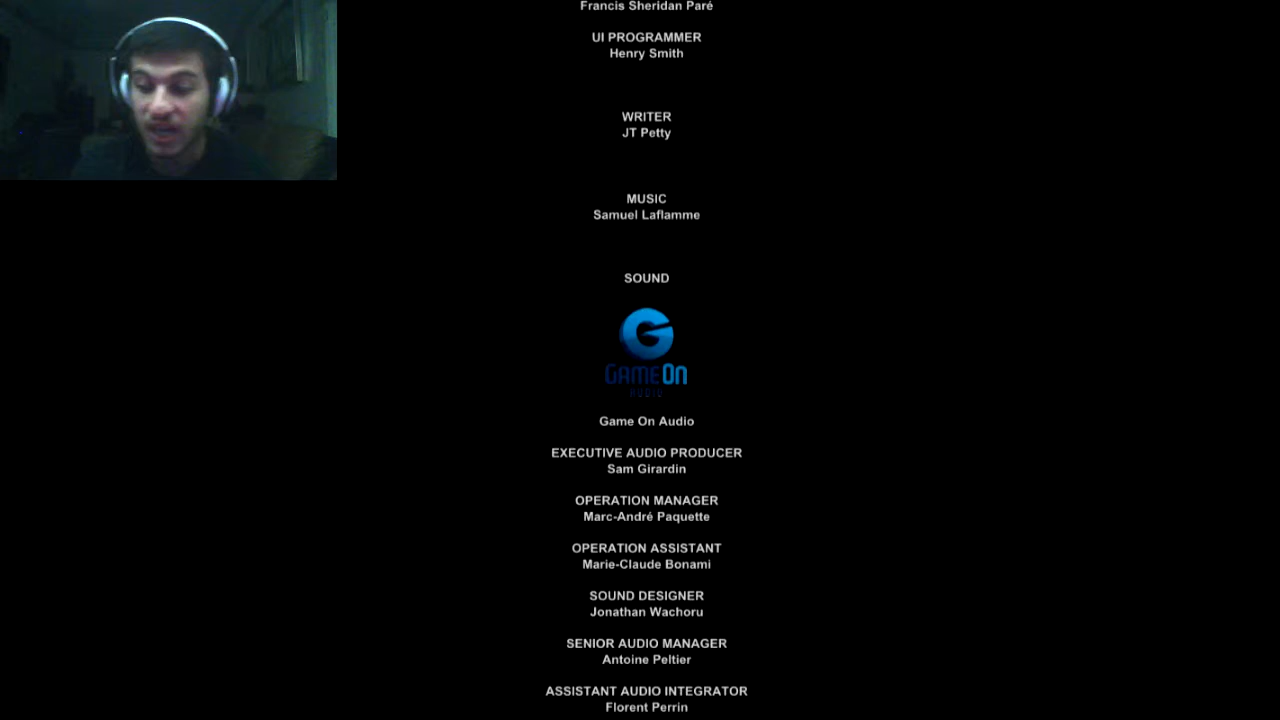 Francis Sheridan Paré
UI PROGRAMMER
Henry Smith
WRITER
JT Petty
MUSIC
Samuel Laflamme
SOUND
GAMEON
AUDIO
Game On Audio
EXECUTIVE AUDIO PRODUCER
Sam Girardin
OPERATION MANAGER
Marc-André Paquette
OPERATION ASSISTANT
Marie-Claude Bonami
SOUND DESIGNER
Jonathan Wachoru
SENIOR AUDIO MANAGER
Antoine Peltier
ASSISTANT AUDIO INTEGRATOR
Florent Perrin